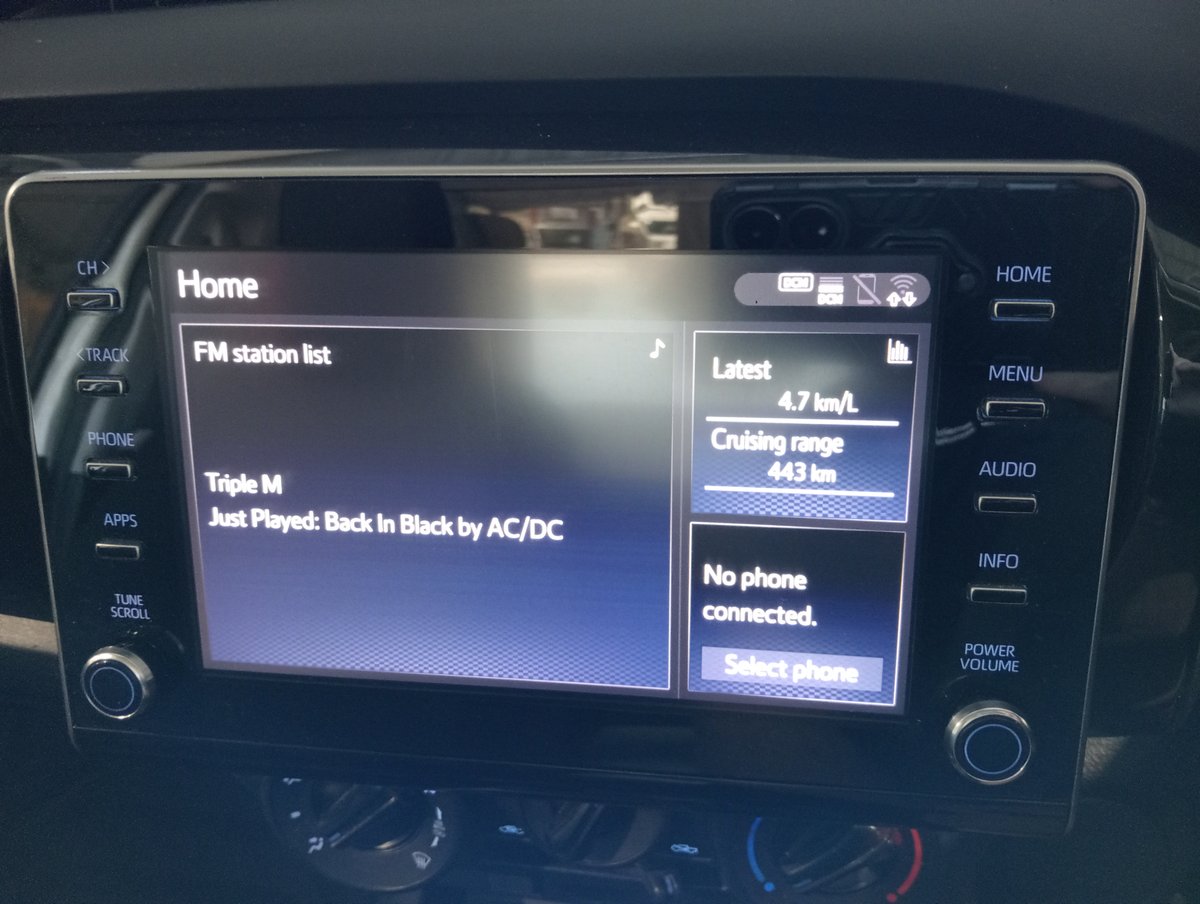 CH >
< TRACK
PHONE
APPS
TUNE
SCROLL
Home
DCM
DCM
FM station list
Triple M
Just Played: Back In Black by AC/DC
Latest
4.7 km/L
Cruising range
443 km
No phone
connected.
Select phone
HOME
MENU
AUDIO
INFO
POWER
VOLUME